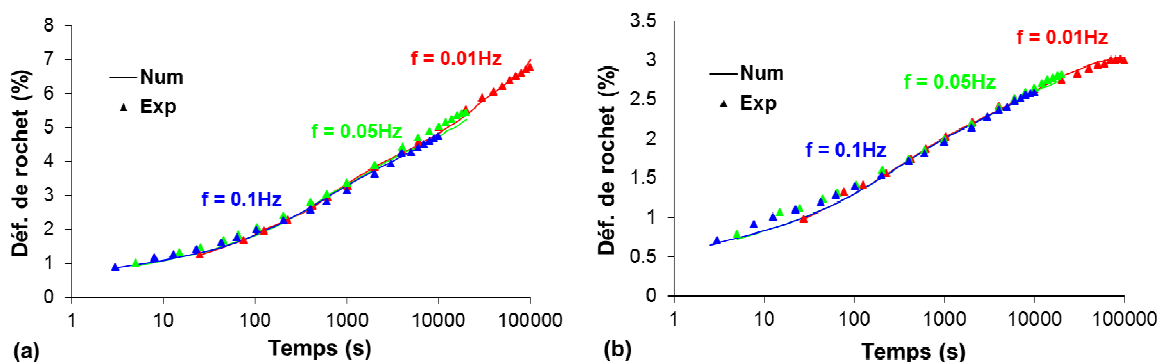 8
7
6
5
4
3
2
1
0
Déf. de rochet (%)
Num
Exp
f = 0.01Hz
f = 0.05Hz
f = 0.1Hz
1 10 100 1000 10000 100000
(a) Temps (s)
3.5
3
2.5
2
1.5
1
0.5
0
Déf. de rochet (%)
Num
Exp
f = 0.01Hz
f = 0.05Hz
f = 0.1Hz
1 10 100 1000 10000 100000
(b) Temps (s)